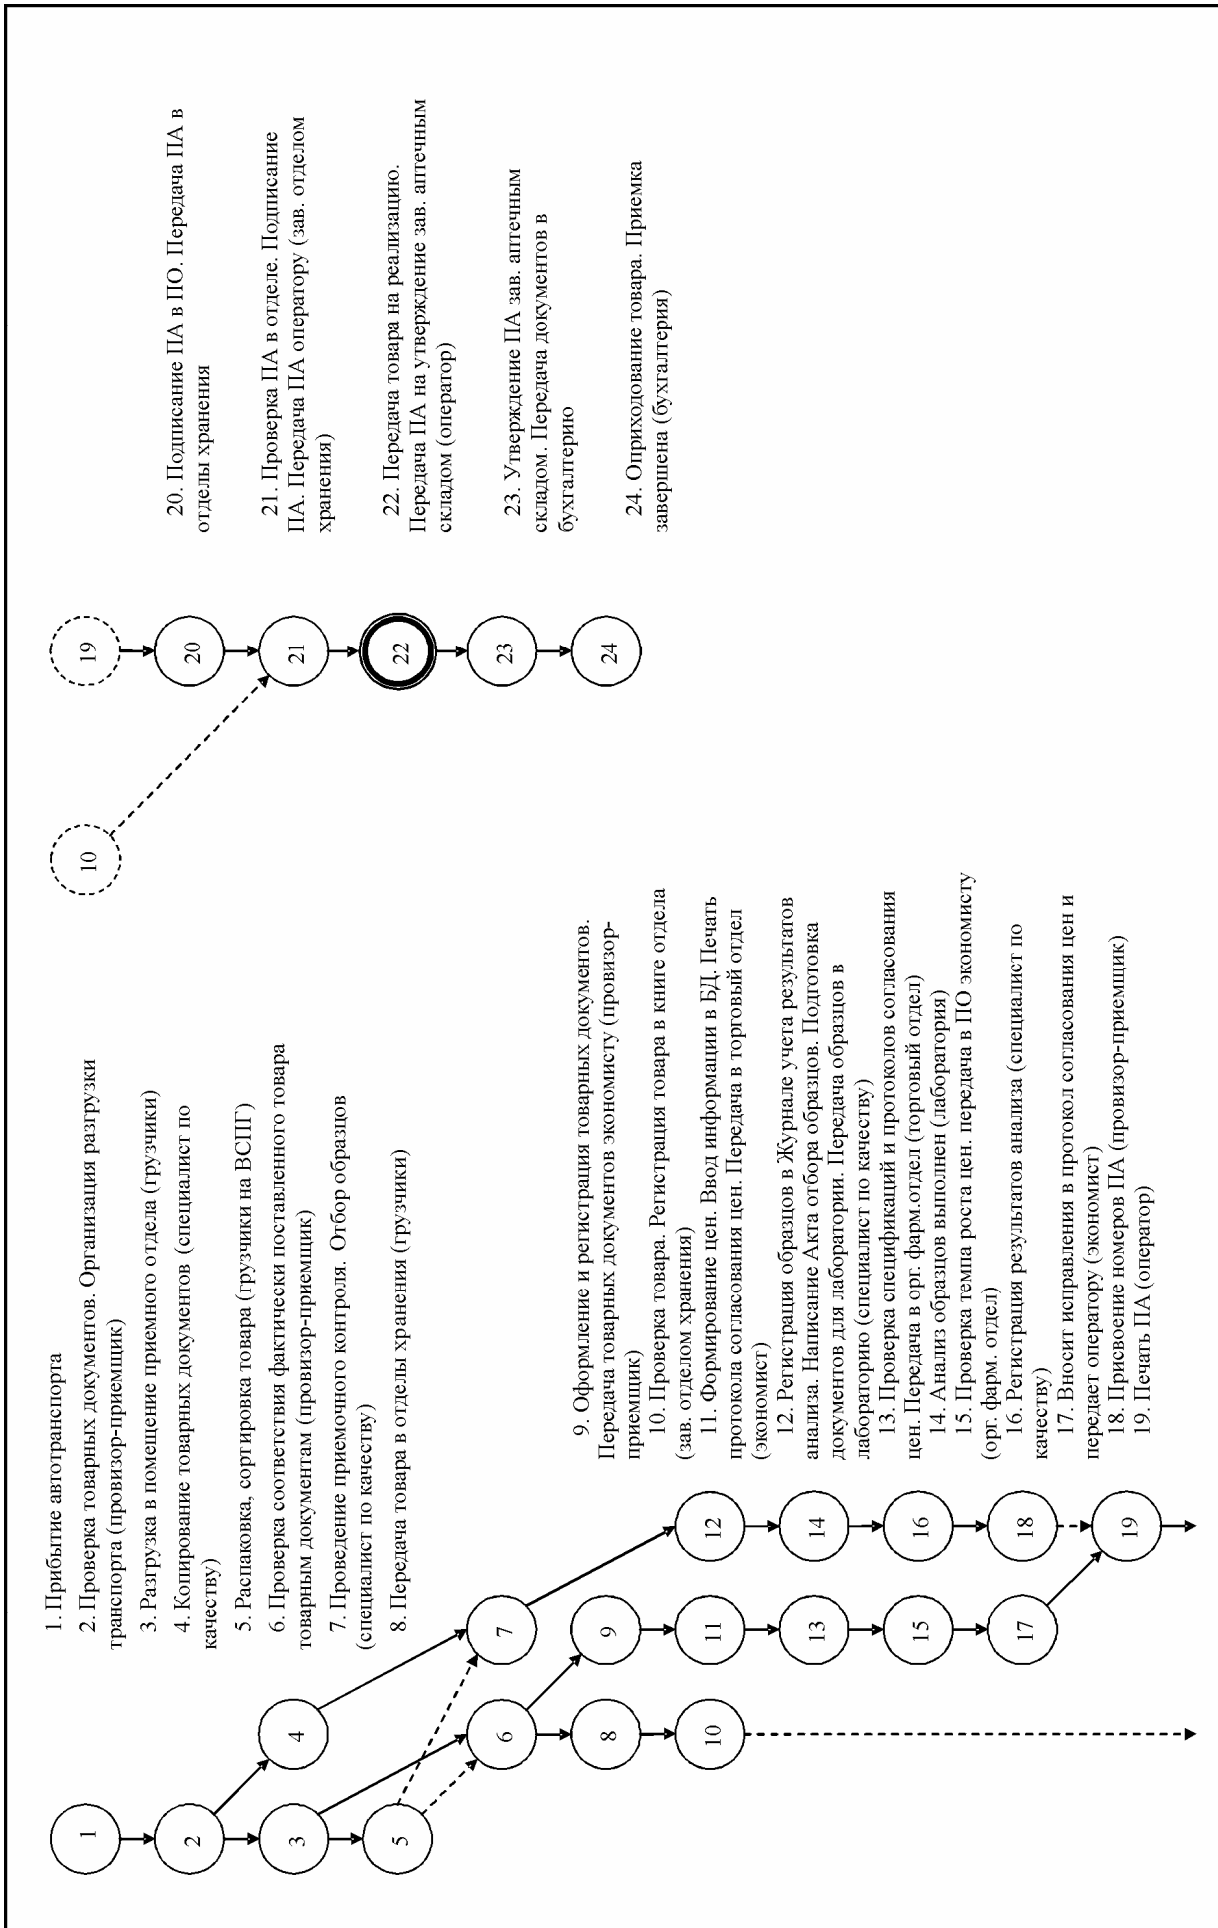 1. Прибытие автотранспорта
2. Проверка товарных документов. Организация разгрузки
транспорта (провизор-приемщик)
3. Разгрузка в помещение приемного отдела (грузчики)
4. Копирование товарных документов (специалист по
качеству)
5. Распаковка, сортировка товара (грузчики на ВСПГ)
6. Проверка соответствия фактически поставленного товара
товарным документам (провизор-приемщик)
7. Проведение приемочного контроля. Отбор образцов
(специалист по качеству)
8. Передача товара в отделы хранения (грузчики)
9. Оформление и регистрация товарных документов.
Передача товарных документов экономисту (провизор-
приемщик)
10. Проверка товара. Регистрация товара в книге отдела
(зав. отделом хранения)
11. Формирование цен. Ввод информации в БД. Печать
протокола согласования цен. Передача в торговый отдел
(экономист)
12. Регистрация образцов в Журнале учета результатов
анализа. Написание Акта отбора образцов. Подготовка
документов для лаборатории. Передача образцов в
лабораторию (специалист по качеству)
13. Проверка спецификаций и протоколов согласования
цен. Передача в орг. фарм.отдел (торговый отдел)
14. Анализ образцов выполнен (лаборатория)
15. Проверка темпа роста цен. передача в ПО экономисту
(орг. фарм. отдел)
16. Регистрация результатов анализа (специалист по
качеству)
17. Вносит исправления в протокол согласования цен и
передает оператору (экономист)
18. Присвоение номеров ПА (провизор-приемщик)
19. Печать ПА (оператор)
20. Подписание ПА в ПО. Передача ПА в
отделы хранения
21. Проверка ПА в отделе. Подписание
ПА. Передача ПА оператору (зав. отделом
хранения)
22. Передача товара на реализацию.
Передача ПА на утверждение зав. аптечным
складом (оператор)
23. Утверждение ПА зав. аптечным
складом. Передача документов в
бухгалтерию
24. Оприходование товара. Приемка
завершена (бухгалтерия)
1
2
3
4
5
6
7
8
9
10
11
12
13
14
15
16
17
18
19
10
19
20
21
22
23
24